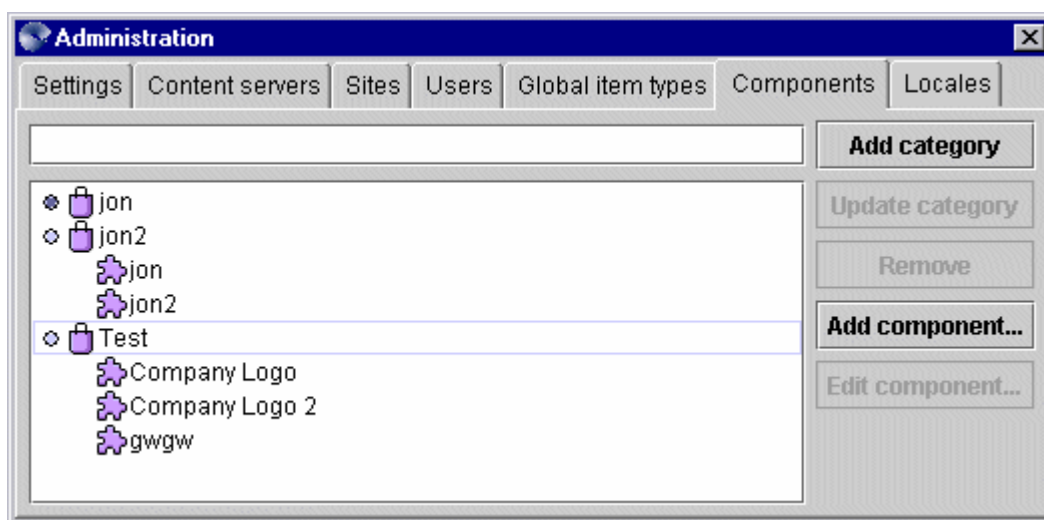 Administration
Settings Content servers Sites Users Global item types Components Locales
Add category
jon
Update category
jon2
jon
Remove
jon2
Test
Add component...
Company Logo
Edit component...
Company Logo 2
gwgw